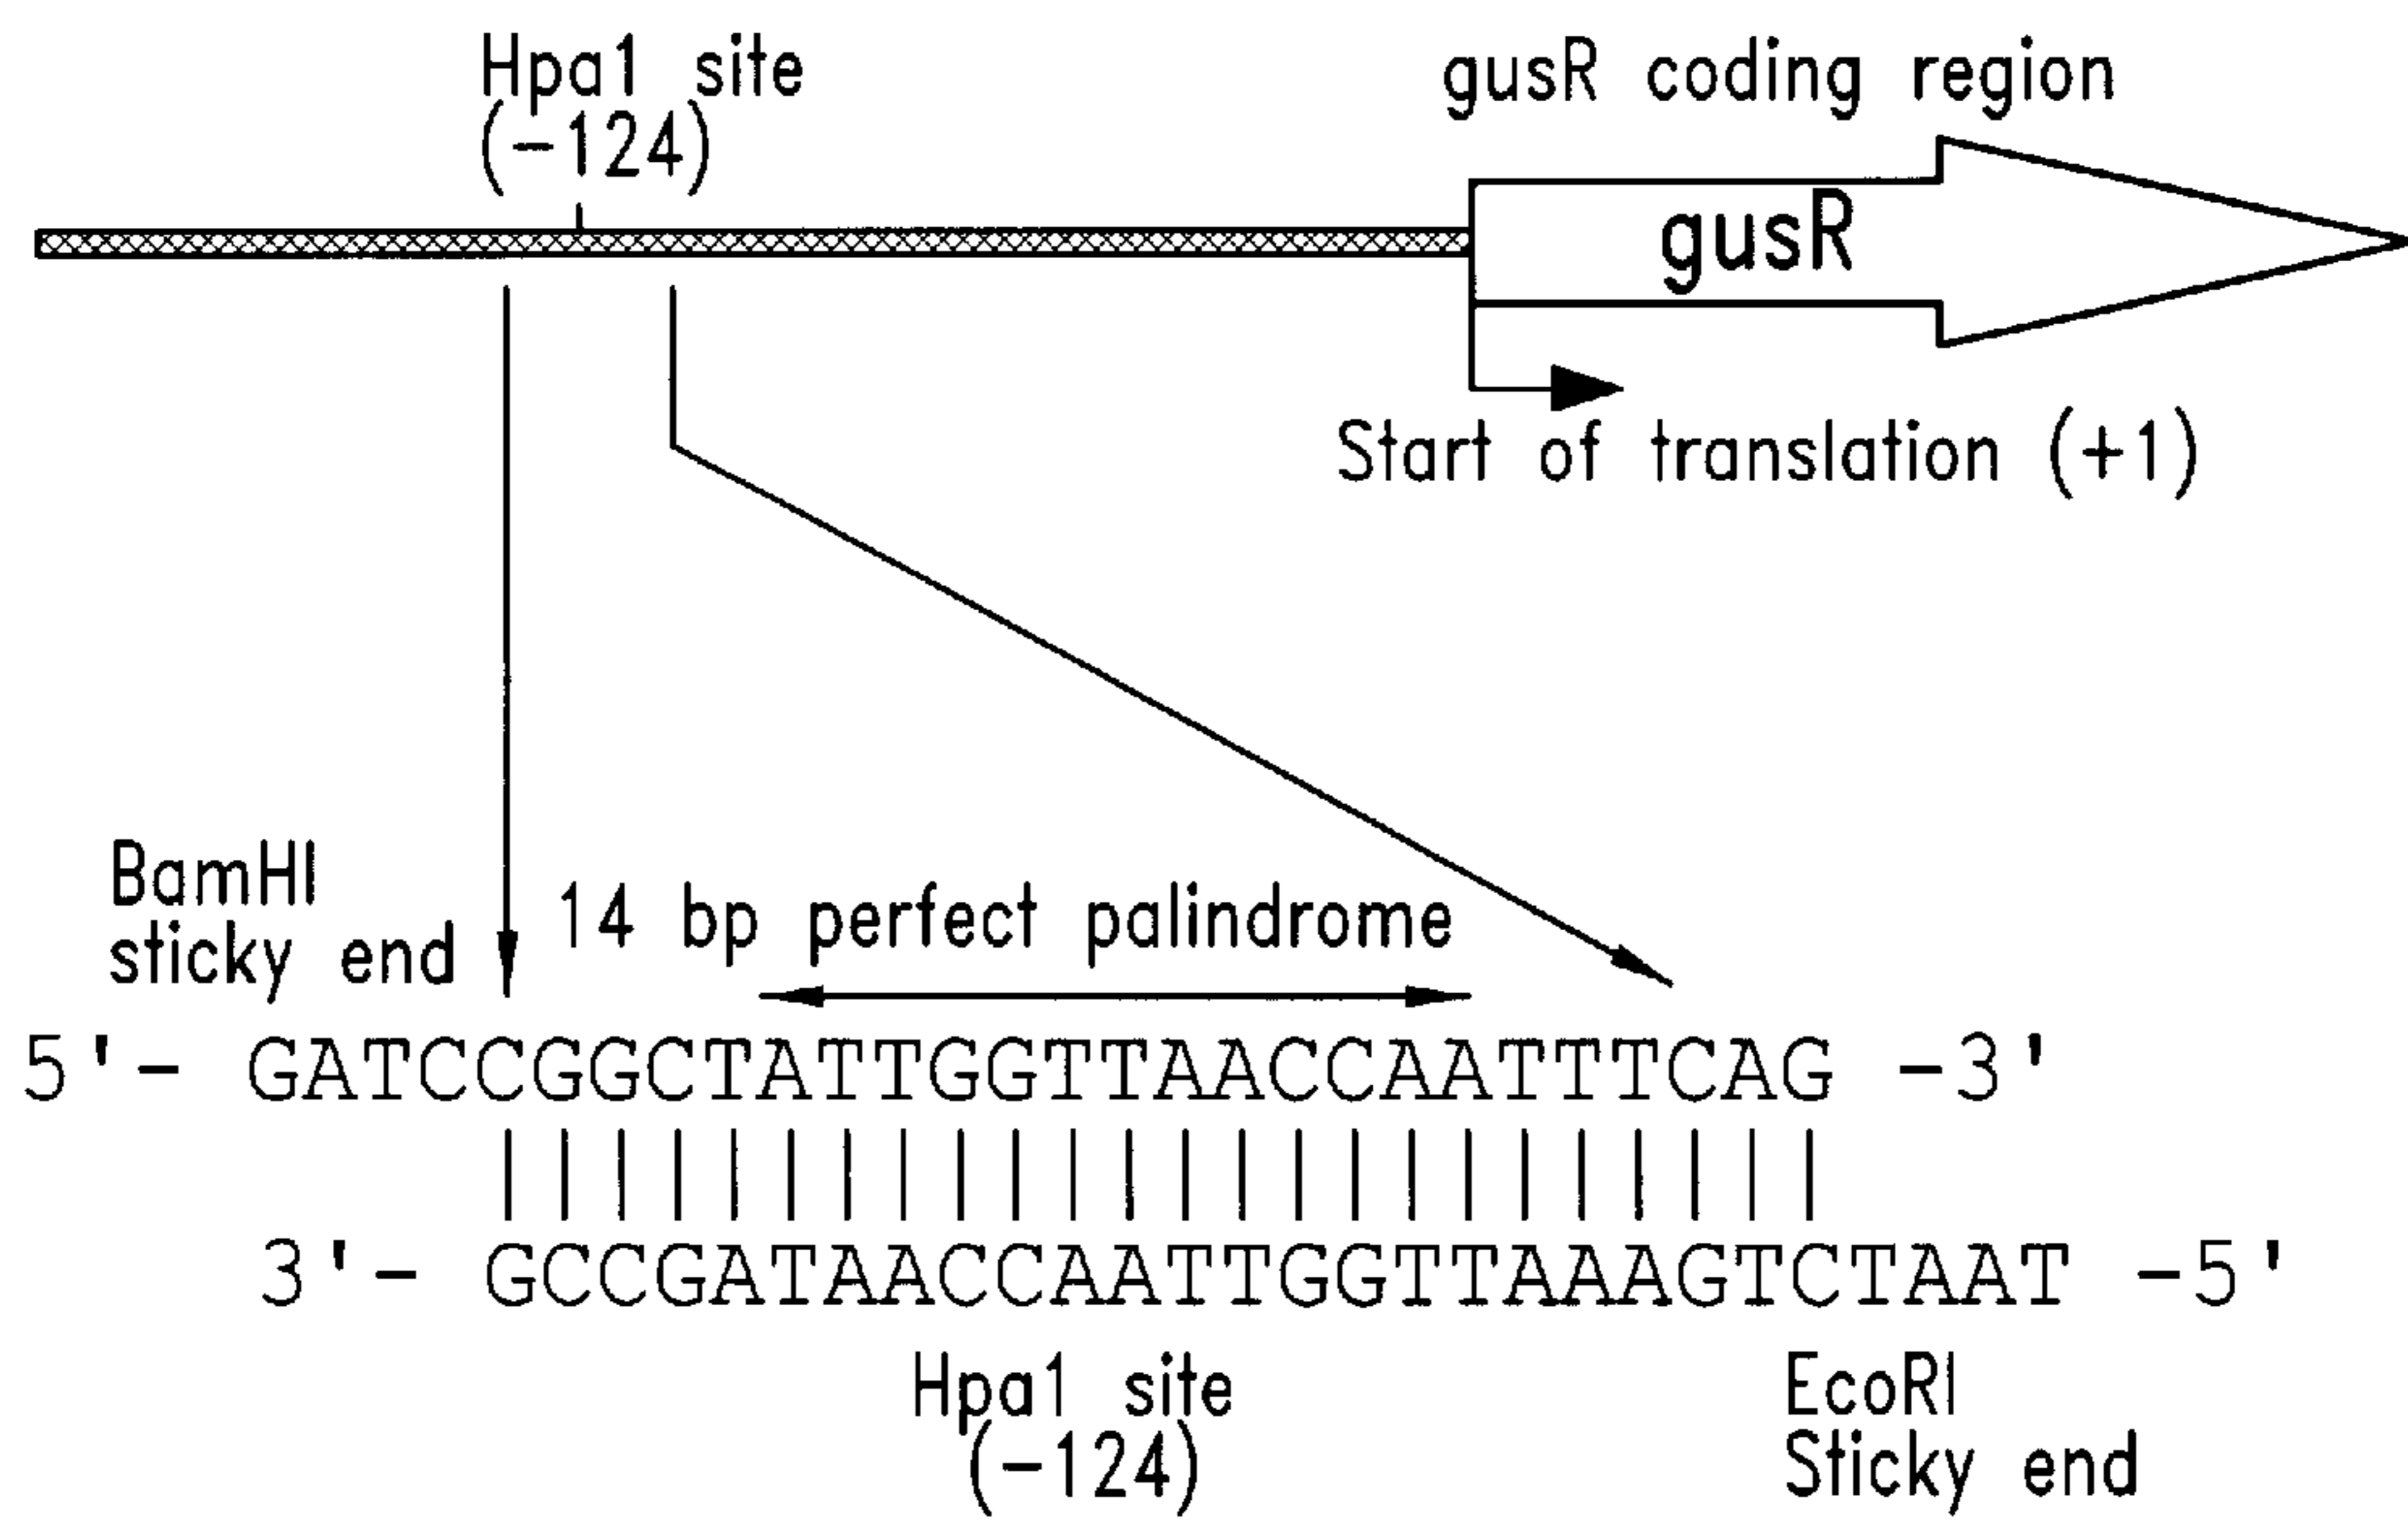 Hpa1 site
(-124)
gusR coding region
gusR
Start of translation (+1)
BamHI
sticky end
14 bp perfect palindrome
5'- GATCCGGCTATTGGTTAACCAATTTCAG -3'
3'- GCCGATAACCAATTGGTTAAAGTCTAAT -5'
Hpa1 site
(-124)
EcoRI
Sticky end